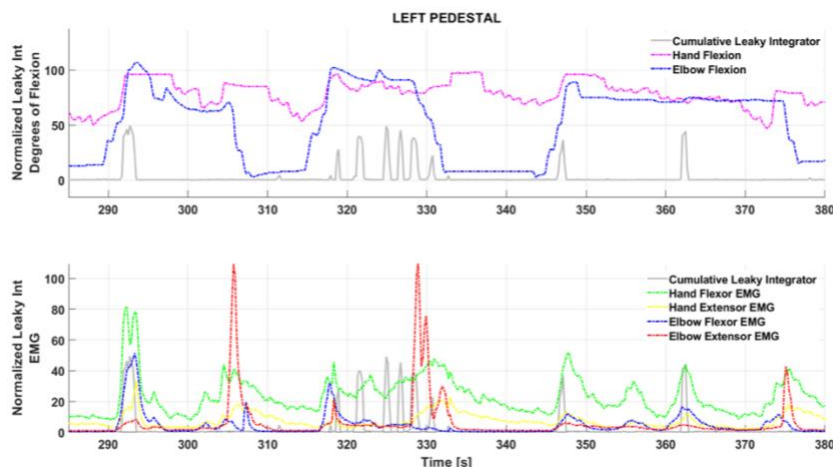 LEFT PEDESTAL
Normalized Leaky Int
Degrees of Flexion
100
50
0
Cumulative Leaky Integrator
Hand Flexion
Elbow Flexion
290 300 310 320 330 340 350 360 370 380
Normalized Leaky Int
EMG
100
80
60
40
20
0
Cumulative Leaky Integrator
Hand Flexor EMG
Hand Extensor EMG
Elbow Flexor EMG
Elbow Extensor EMG
290 300 310 320 330 340 350 360 370 380
Time [s]